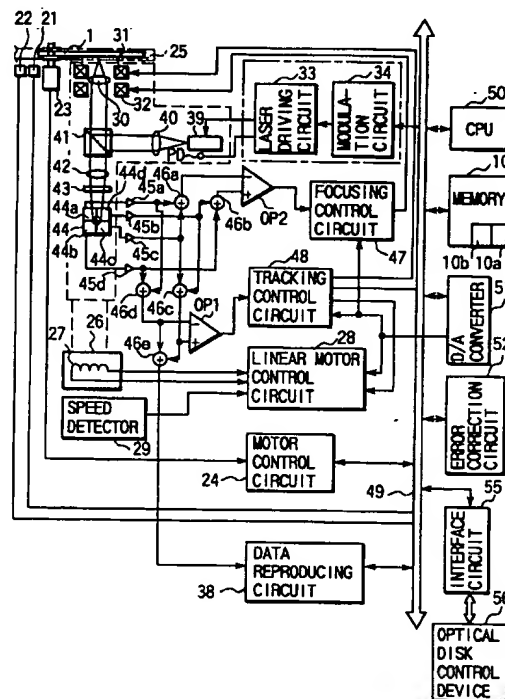 22 21 1 31 25
23 30 32
33 34
LASER DRIVING CIRCUIT
MODULATION CIRCUIT
50
CPU
10
MEMORY
10b 10a
41 40 39
PD
42
43
44d 45a 46a
44a
44
44b 44c
45b
45c
45d
46b
OP2
FOCUSING CONTROL CIRCUIT
47
46d 46c OP1
48
TRACKING CONTROL CIRCUIT
5
D/A CONVERTER
46e
27 26
28
LINEAR MOTOR CONTROL CIRCUIT
52
ERROR CORRECTION CIRCUIT
SPEED DETECTOR
29
MOTOR CONTROL CIRCUIT
24
49
55
INTERFACE CIRCUIT
DATA REPRODUCING CIRCUIT
38
56
OPTICAL DISK CONTROL DEVICE